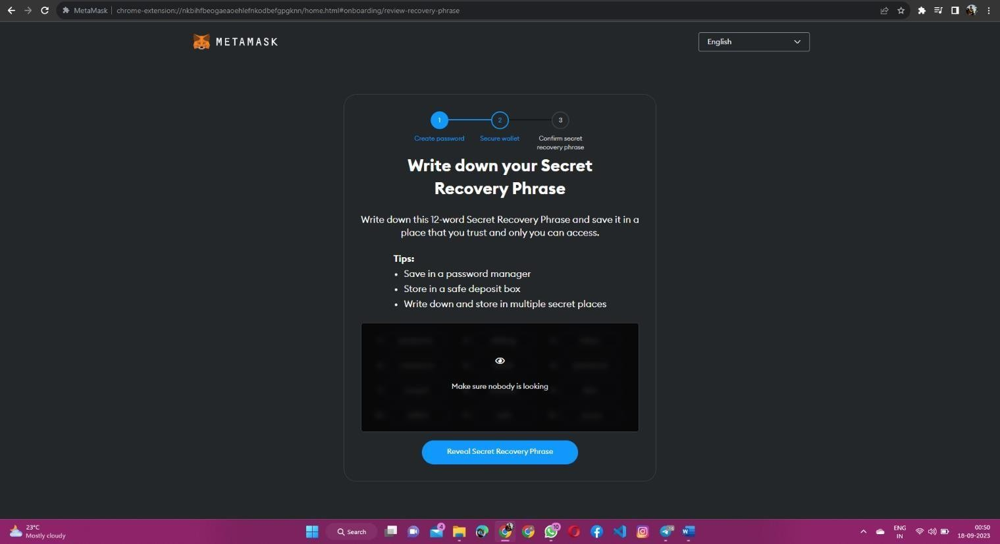 MetaMask chrome-extension://nkbihfbeogaeaoehlefnkodbefgpgknn/home.html#onboarding/review-recovery-phrase
METAMASK
English
1 2 3
Create password Secure wallet Confirm secret
recovery phrase
Write down your Secret
Recovery Phrase
Write down this 12-word Secret Recovery Phrase and save it in a
place that you trust and only you can access.
Tips:
• Save in a password manager
• Store in a safe deposit box
• Write down and store in multiple secret places
Make sure nobody is looking
Reveal Secret Recovery Phrase
23°C
Mostly cloudy
Search
4
10
16
W
ENG
IN
00:50
18-09-2023